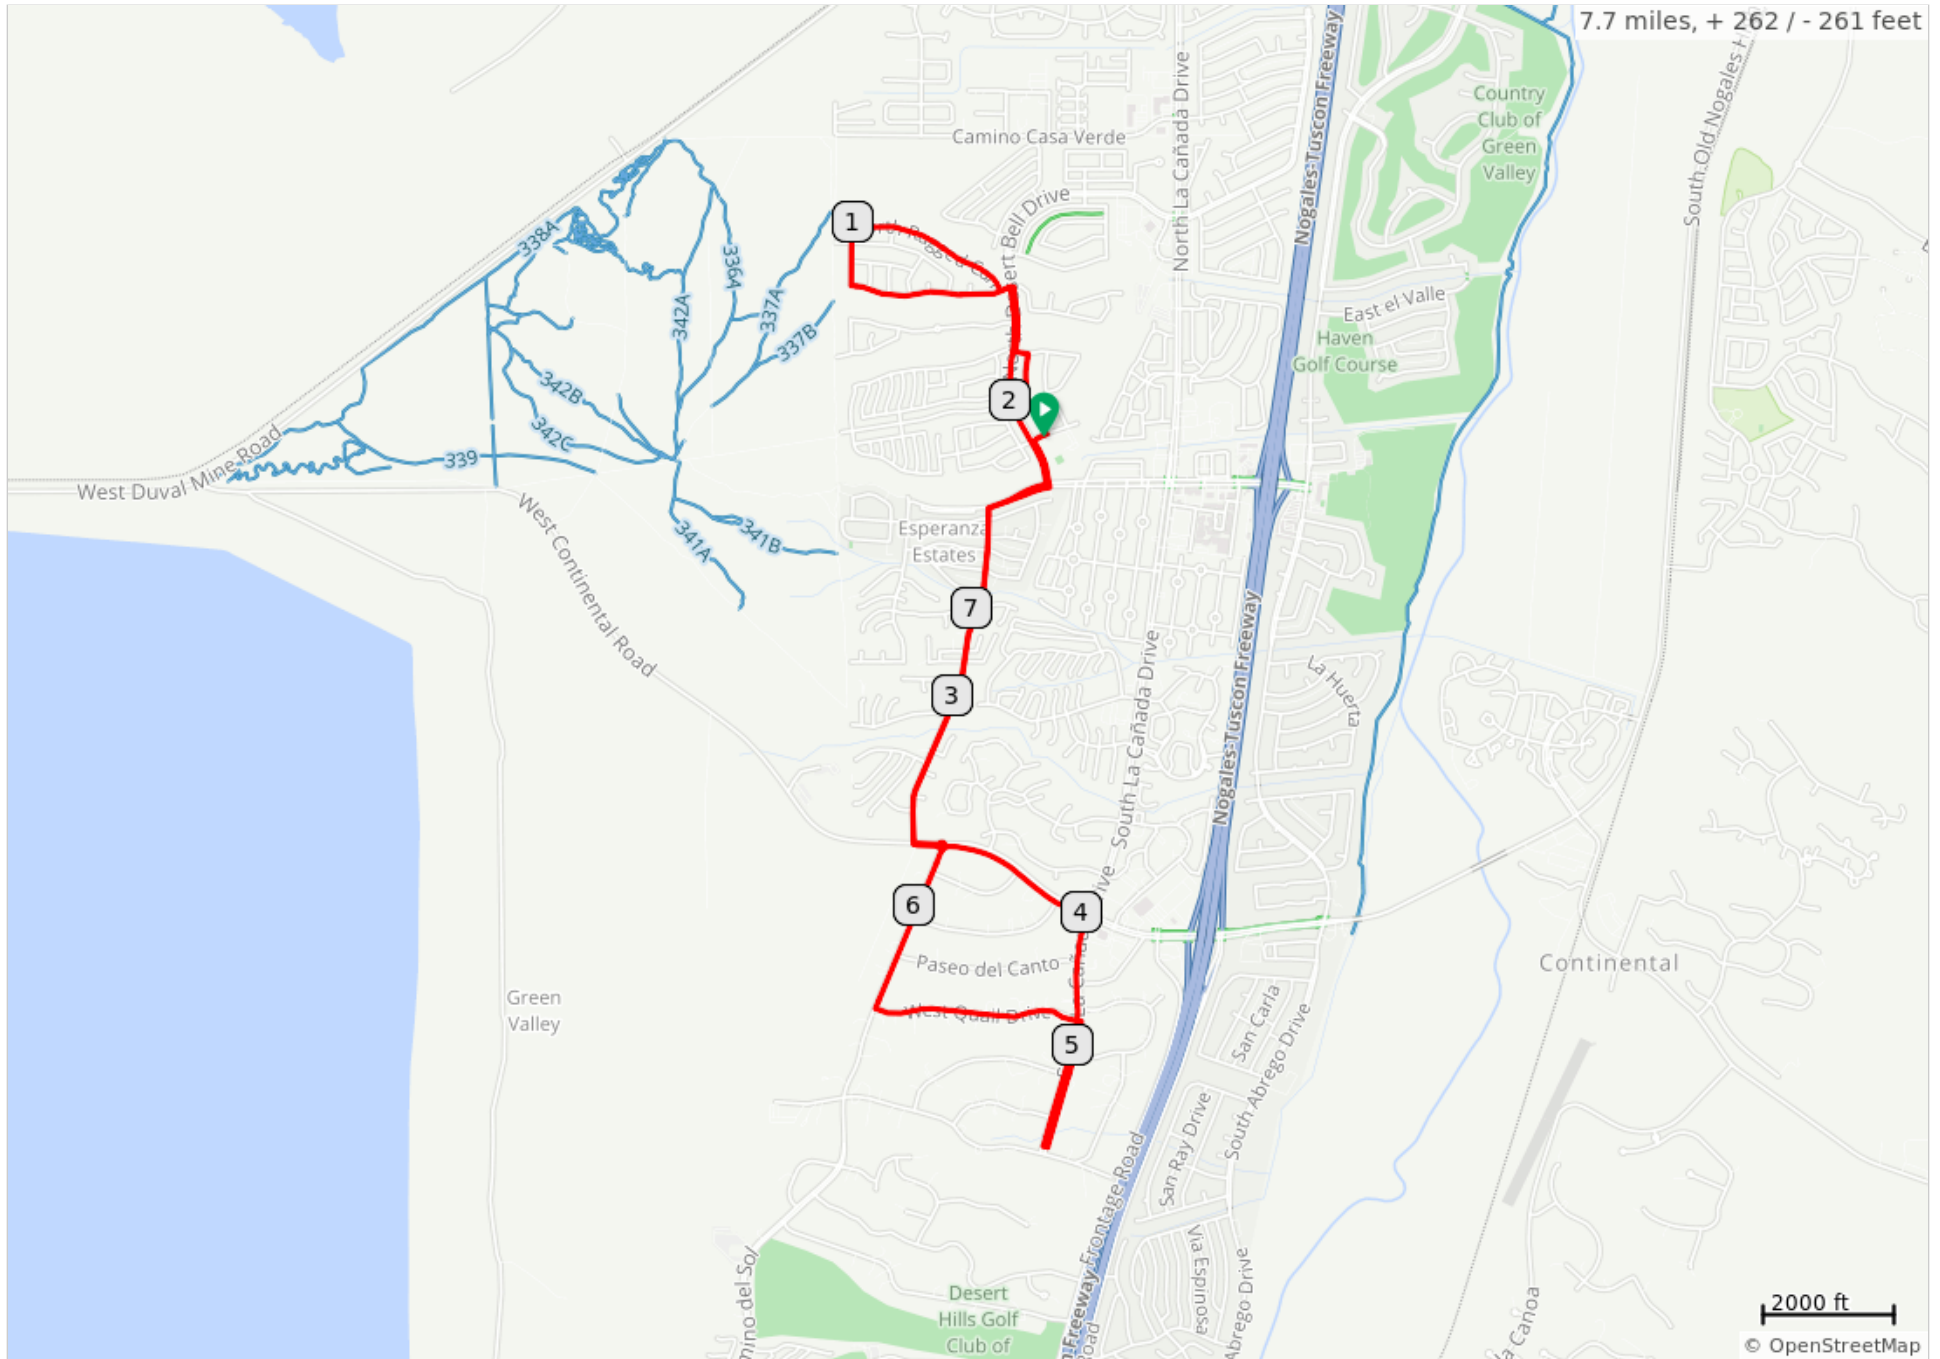 7.7 miles, + 262 / - 261 feet
Nogales-Tuscon Freeway
South Old Nogales
Country
Club of
Green
Valley
North La Cañada Drive
Camino Casa Verde
1
338A
336A
342A
337A
337B
East el Valle
Haven
Golf Course
342B
342C
2
339
West Duval Mine Road
341A
341B
West Continental Road
Esperanza
Estates
7
Nogales-Tuscon Freeway
South La Cañada Drive
La Huerta
3
6
4
Paseo del Canto
Continental
Green
Valley
West Quail Drive
San Carla
5
South Abrego Drive
San Ray Drive
Frontage Road
Freeway
Via Espinosa
Abrego Drive
Desert
Hills Golf
Club of
2000 ft
© OpenStreetMap